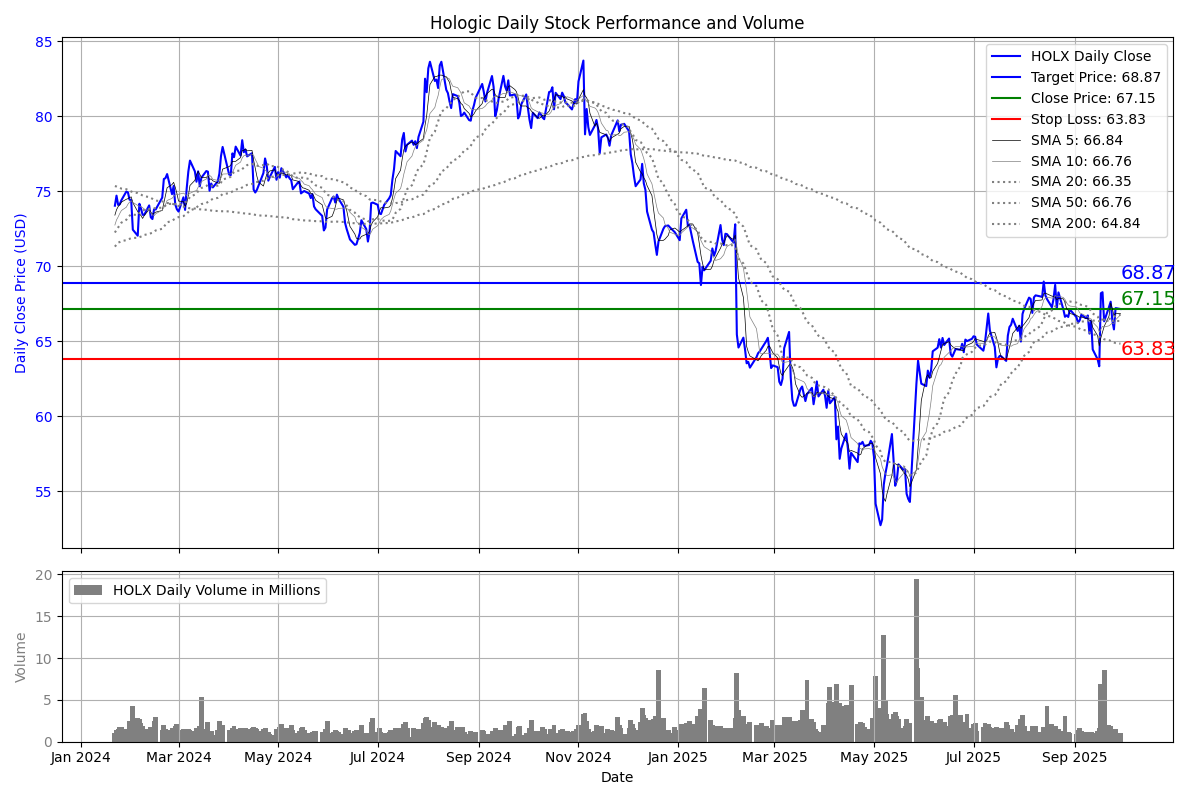 Hologic Daily Stock Performance and Volume
85
80
75
70
65
60
55
Daily Close Price (USD)
HOLX Daily Close
Target Price: 68.87
Close Price: 67.15
Stop Loss: 63.83
SMA 5: 66.84
SMA 10: 66.76
SMA 20: 66.35
SMA 50: 66.76
SMA 200: 64.84
68.87
67.15
63.83
20
15
10
5
0
Volume
HOLX Daily Volume in Millions
Jan 2024 Mar 2024 May 2024 Jul 2024 Sep 2024 Nov 2024 Jan 2025 Mar 2025 May 2025 Jul 2025 Sep 2025
Date